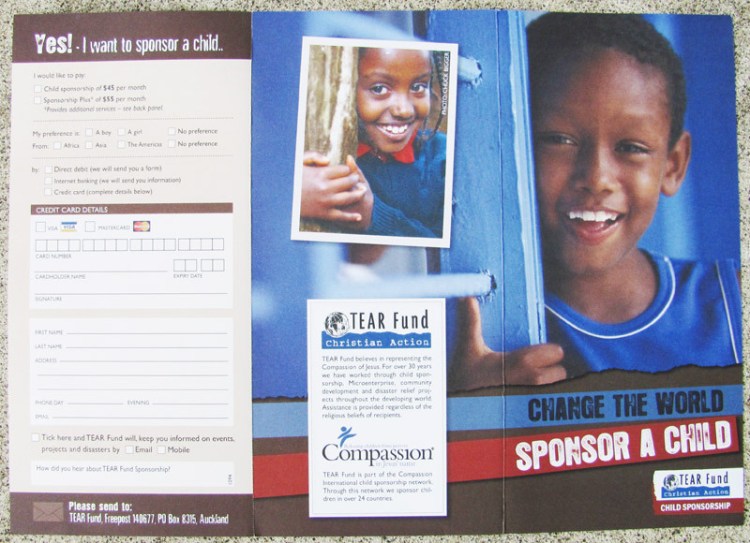 Yes! - I want to sponsor a child..
I would like to pay
Child sponsorship of $45 per month
Sponsorship Plus* of $55 per month
*Provides additional services – see back panel
My preference is: A boy A girl No preference
From: Africa Asia The Americas No preference
by Direct debit (we will send you a form)
Internet banking (we will send you information)
Credit card (complete details below)
CREDIT CARD DETAILS
VISA VISA MASTERCARD MasterCard
CARD NUMBER
CARDHOLDER NAME EXPIRY DATE
SIGNATURE
FIRST NAME
LAST NAME
ADDRESS
PHONE: DAY EVENING
EMAIL
Tick here and TEAR Fund will, keep you informed on events,
projects and disasters by Email Mobile
How did you hear about TEAR Fund Sponsorship?
Please send to:
TEAR Fund, Freepost 140677, PO Box 8315, Auckland
TEAR Fund
Christian Action
TEAR Fund believes in representing the
Compassion of Jesus. For over 30 years
we have worked through child spon-
sorship, Microenterprise, community
development and disaster relief proj-
ects throughout the developing world.
Assistance is provided regardless of the
religious beliefs of recipients.
Compassion
in Jesus' name
TEAR Fund is part of the Compassion
International child sponsorship network.
Through this network we sponsor chil-
dren in over 24 countries.
CHANGE THE WORLD
SPONSOR A CHILD
TEAR Fund
Christian Action
CHILD SPONSORSHIP